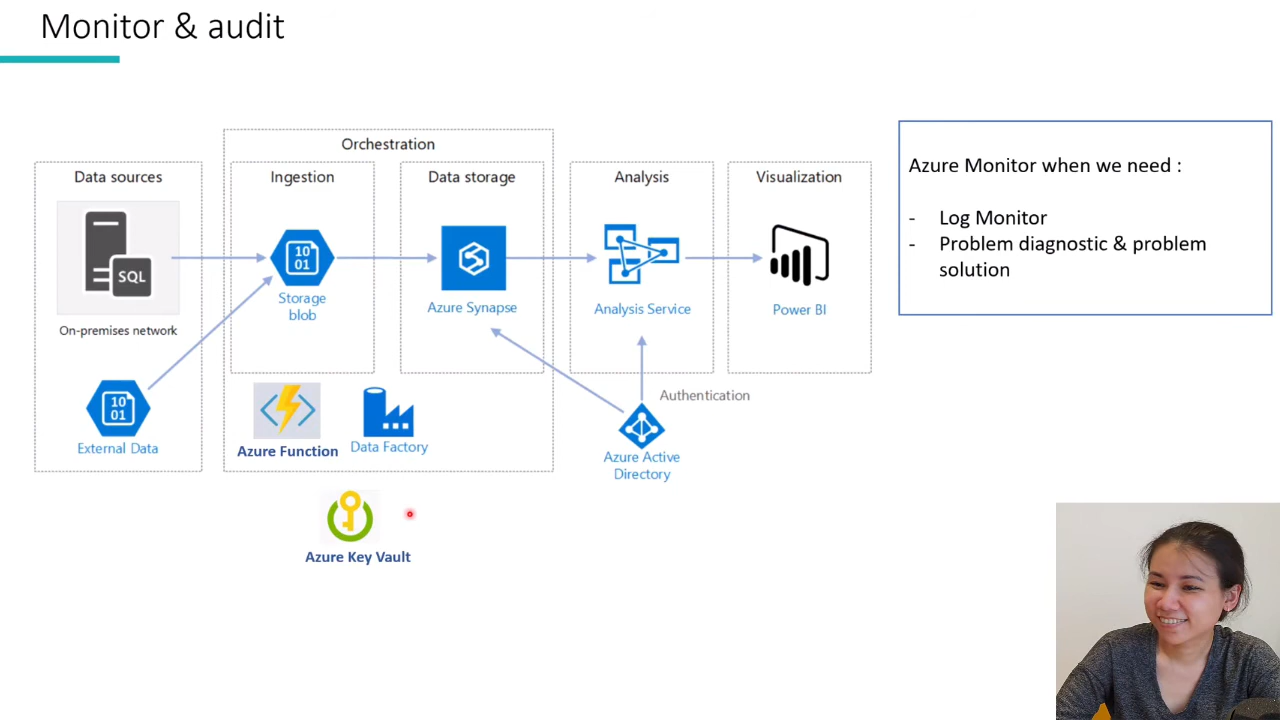 Monitor & audit
Orchestration
Data sources
Ingestion
Data storage
Analysis
Visualization
SQL
10
01
On-premises network
Storage
blob
Azure Synapse
Analysis Service
Power BI
10
01
External Data
Azure Function
Data Factory
Authentication
Azure Active
Directory
Azure Key Vault
Azure Monitor when we need :
- Log Monitor
- Problem diagnostic & problem
solution